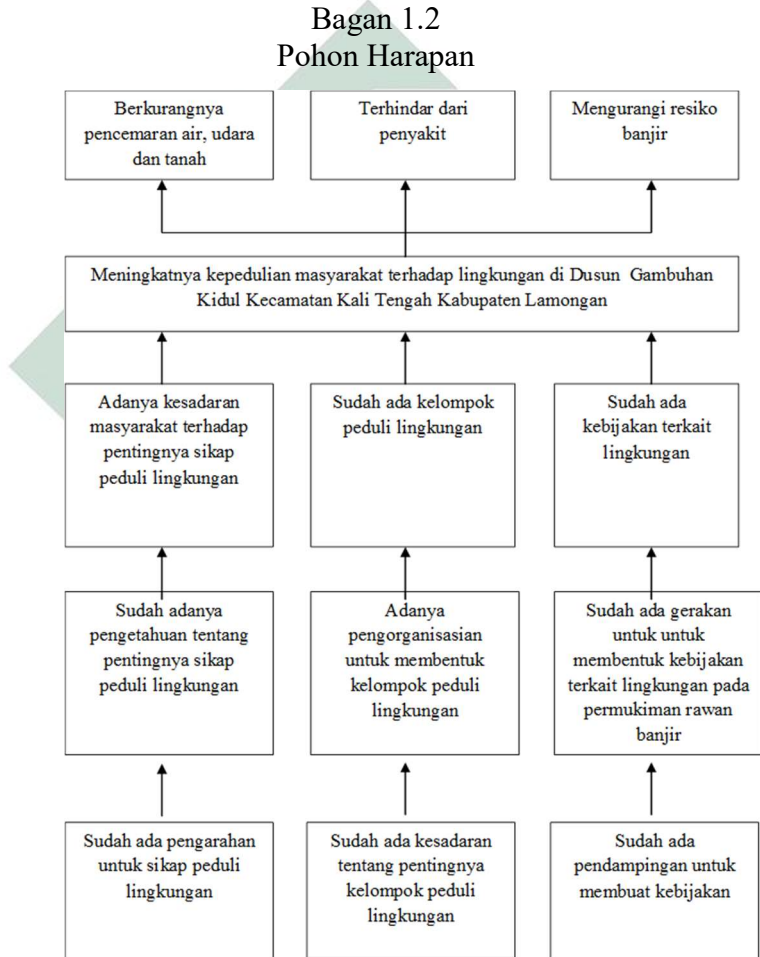 Bagan 1.2
Pohon Harapan
Berkurangnya
pencemaran air, udara
dan tanah
Terhindar dari
penyakit
Mengurangi resiko
banjir
Meningkatnya kepedulian masyarakat terhadap lingkungan di Dusun Gambuhan
Kidul Kecamatan Kali Tengah Kabupaten Lamongan
Adanya kesadaran
masyarakat terhadap
pentingnya sikap
peduli lingkungan
Sudah ada kelompok
peduli lingkungan
Sudah ada
kebijakan terkait
lingkungan
Sudah adanya
pengetahuan tentang
pentingnya sikap
peduli lingkungan
Adanya
pengorganisasian
untuk membentuk
kelompok peduli
lingkungan
Sudah ada gerakan
untuk untuk
membentuk kebijakan
terkait lingkungan pada
permukiman rawan
banjir
Sudah ada pengarahan
untuk sikap peduli
lingkungan
Sudah ada kesadaran
tentang pentingnya
kelompok peduli
lingkungan
Sudah ada
pendampingan untuk
membuat kebijakan